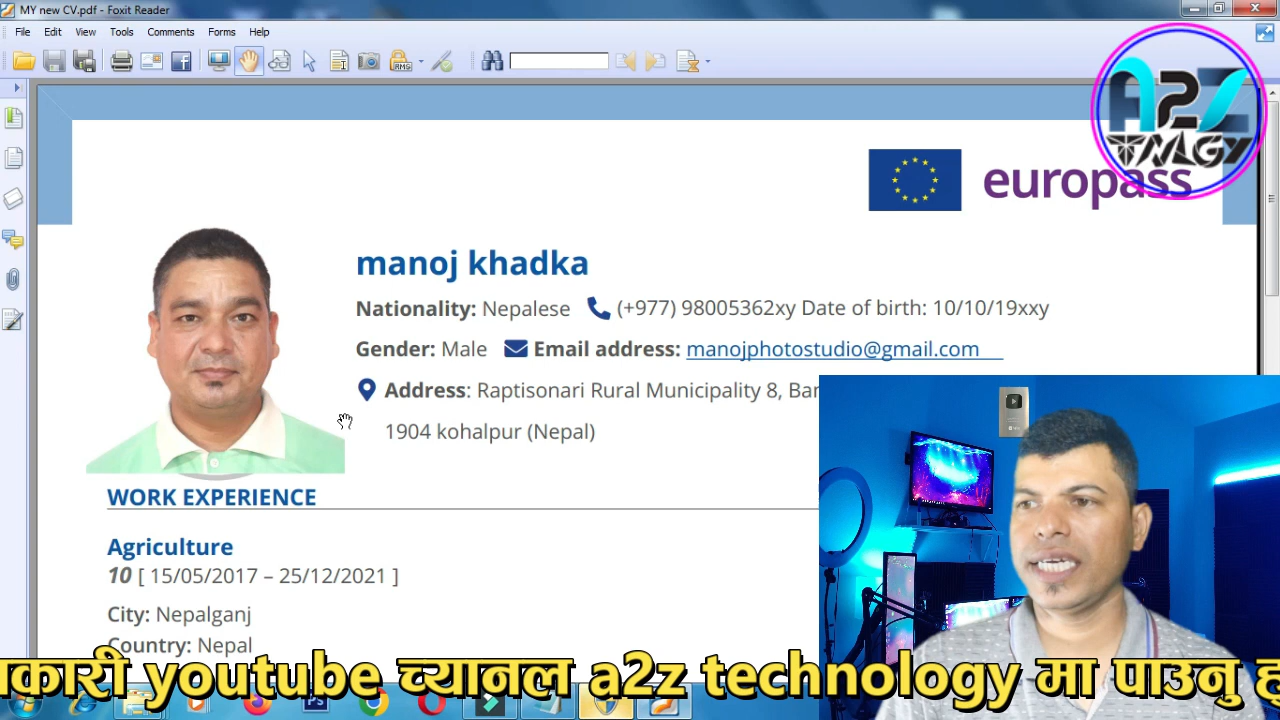 MY new CV.pdf - Foxit Reader
File Edit View Tools Comments Forms Help
A2Z
TMGY
europass
manoj khadka
Nationality: Nepalese (+977) 98005362xy Date of birth: 10/10/19xxy
Gender: Male Email address: manojphotostudio@gmail.com
Address: Raptisonari Rural Municipality 8,
1904 kohalpur (Nepal)
WORK EXPERIENCE
Agriculture
10 [ 15/05/2017 – 25/12/2021 ]
City: Nepalganj
Country: Nepal
youtube च्यानल a2z technology मा पाउनु